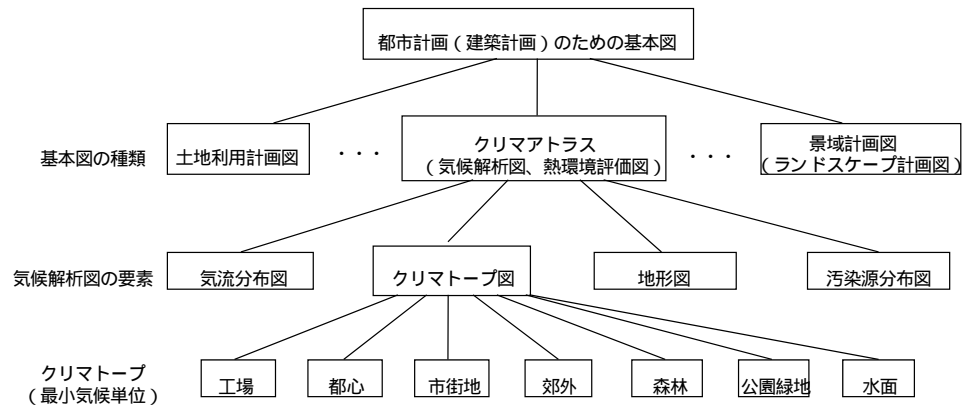 都市計画（建築計画）のための基本図
基本図の種類
土地利用計画図
・・・
クリマアトラス
（気候解析図、熱環境評価図）
・・・
景域計画図
（ランドスケープ計画図）
気候解析図の要素
気流分布図
クリマトープ図
地形図
汚染源分布図
クリマトープ
（最小気候単位）
工場
都心
市街地
郊外
森林
公園緑地
水面